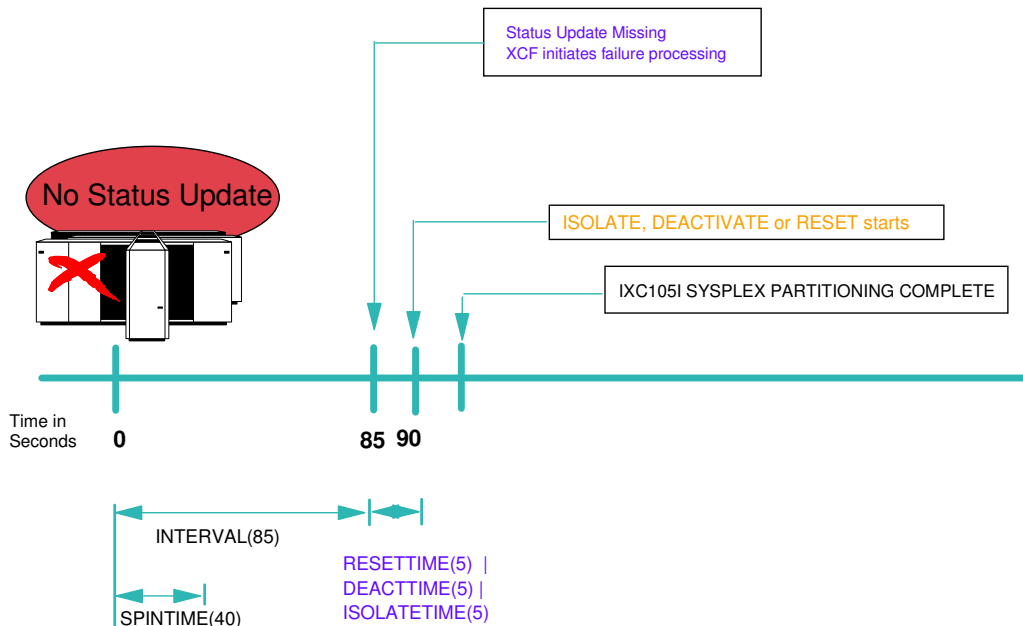 Status Update Missing
XCF initiates failure processing
No Status Update
ISOLATE, DEACTIVATE or RESET starts
IXC105I SYSPLEX PARTITIONING COMPLETE
Time in
Seconds
0
85
90
INTERVAL(85)
RESETTIME(5) |
DEACTTIME(5) |
ISOLATETIME(5)
SPINTIME(40)